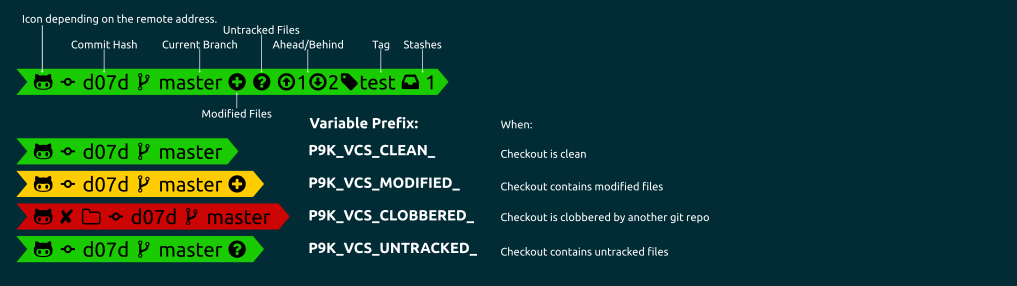 Icon depending on the remote address.
Untracked Files
Commit Hash Current Branch Ahead/Behind Tag Stashes
d07d master 1 2 test 1
Modified Files
Variable Prefix: When:
d07d master P9K_VCS_CLEAN_ Checkout is clean
d07d master P9K_VCS_MODIFIED_ Checkout contains modified files
d07d master P9K_VCS_CLOBBERED_ Checkout is clobbered by another git repo
d07d master P9K_VCS_UNTRACKED_ Checkout contains untracked files